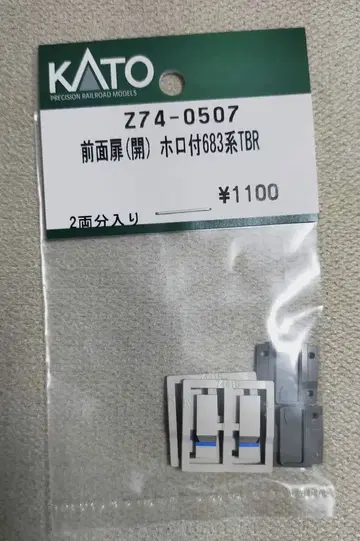 KATO
PRECISION RAILROAD MODELS
Z74-0507
前面扉(開) ホロ付683系TBR
¥1100
2両分入り